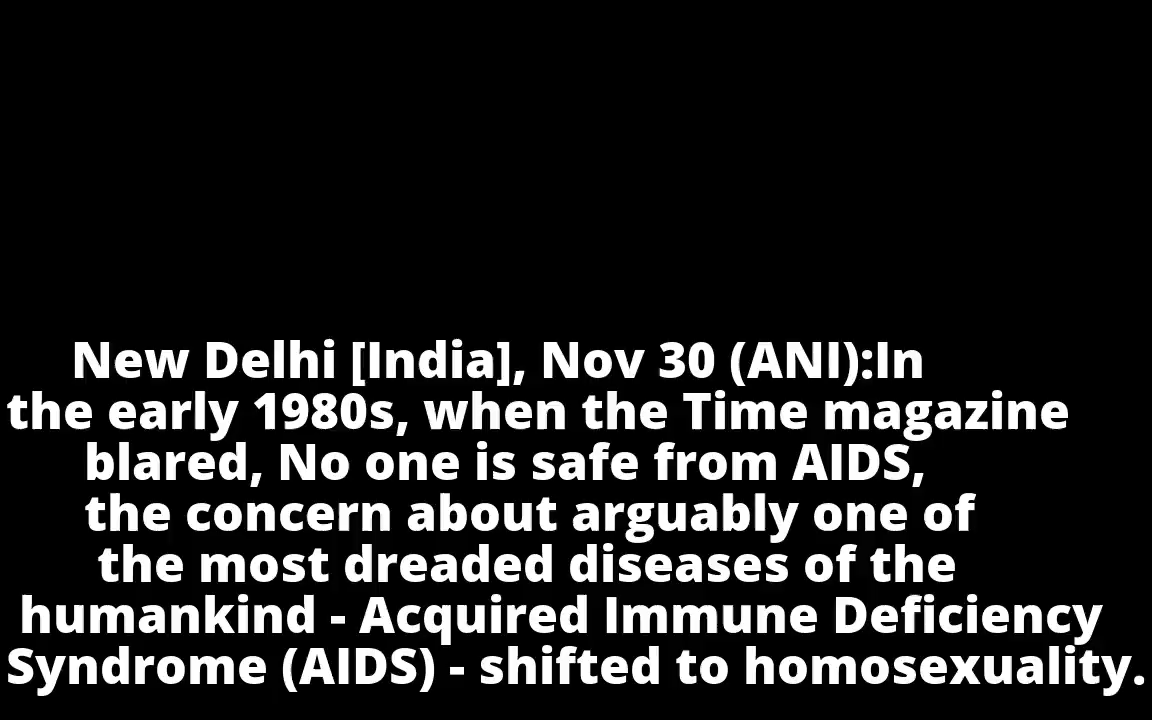 New Delhi [India], Nov 30 (ANI):In
the early 1980s, when the Time magazine
blared, No one is safe from AIDS,
the concern about arguably one of
the most dreaded diseases of the
humankind - Acquired Immune Deficiency
Syndrome (AIDS) - shifted to homosexuality.